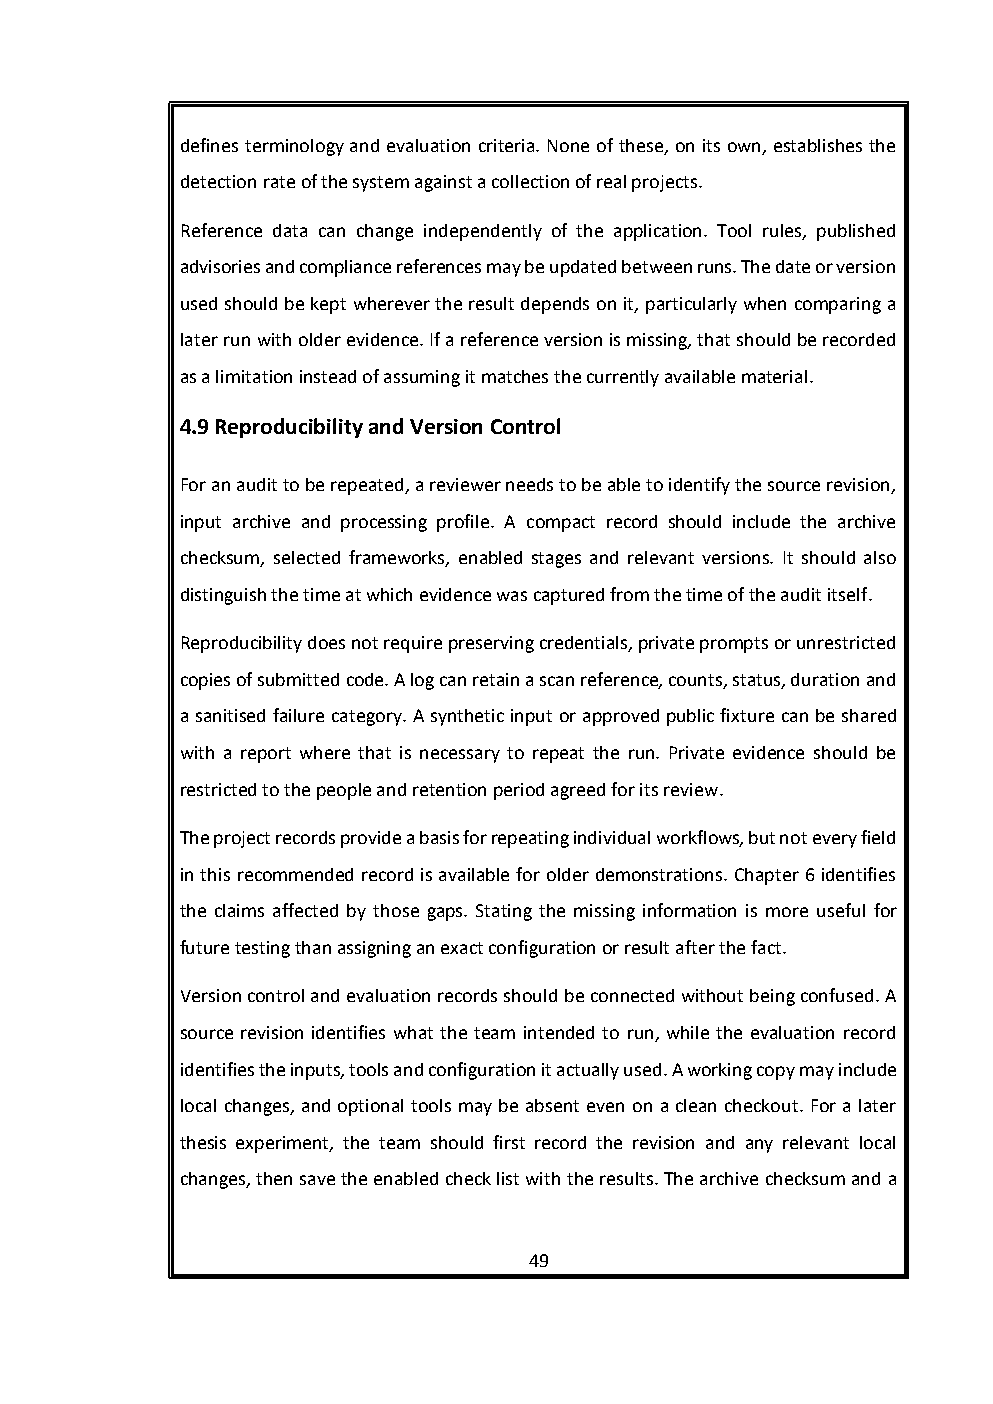 defines terminology and evaluation criteria. None of these, on its own, establishes the
detection rate of the system against a collection of real projects.
Reference data can change independently of the application. Tool rules, published
advisories and compliance references may be updated between runs. The date or version
used should be kept wherever the result depends on it, particularly when comparing a
later run with older evidence. If a reference version is missing, that should be recorded
as a limitation instead of assuming it matches the currently available material.
4.9 Reproducibility and Version Control
For an audit to be repeated, a reviewer needs to be able to identify the source revision,
input archive and processing profile. A compact record should include the archive
checksum, selected frameworks, enabled stages and relevant versions. It should also
distinguish the time at which evidence was captured from the time of the audit itself.
Reproducibility does not require preserving credentials, private prompts or unrestricted
copies of submitted code. A log can retain a scan reference, counts, status, duration and
a sanitised failure category. A synthetic input or approved public fixture can be shared
with a report where that is necessary to repeat the run. Private evidence should be
restricted to the people and retention period agreed for its review.
The project records provide a basis for repeating individual workflows, but not every field
in this recommended record is available for older demonstrations. Chapter 6 identifies
the claims affected by those gaps. Stating the missing information is more useful for
future testing than assigning an exact configuration or result after the fact.
Version control and evaluation records should be connected without being confused. A
source revision identifies what the team intended to run, while the evaluation record
identifies the inputs, tools and configuration it actually used. A working copy may include
local changes, and optional tools may be absent even on a clean checkout. For a later
thesis experiment, the team should first record the revision and any relevant local
changes, then save the enabled check list with the results. The archive checksum and a
49